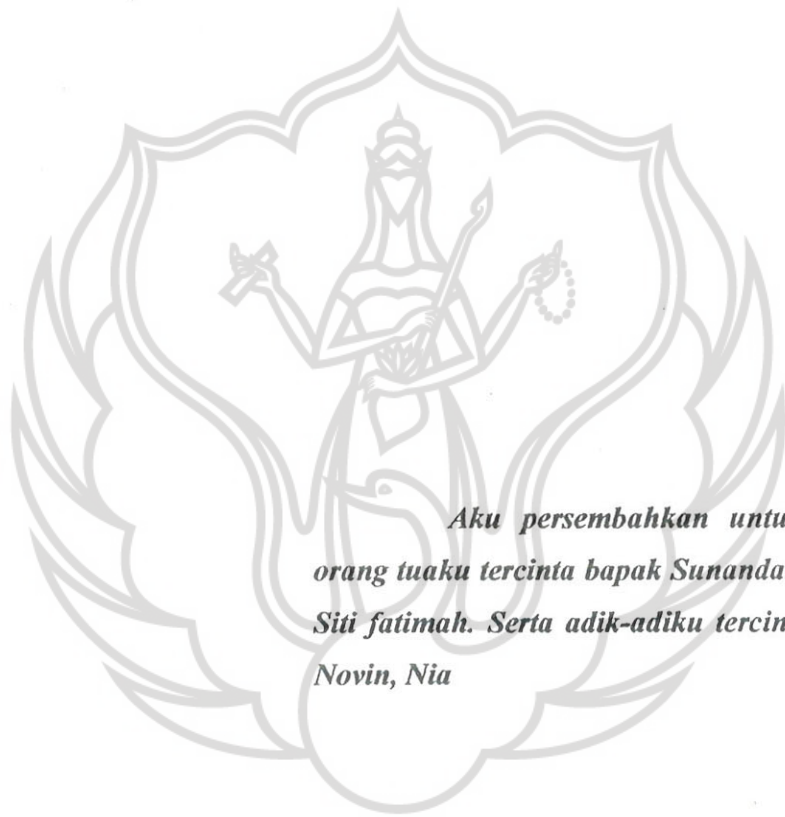 Aku persembahkan untu
orang tuaku tercinta bapak Sunanda
Siti fatimah. Serta adik-adiku tercin
Novin, Nia